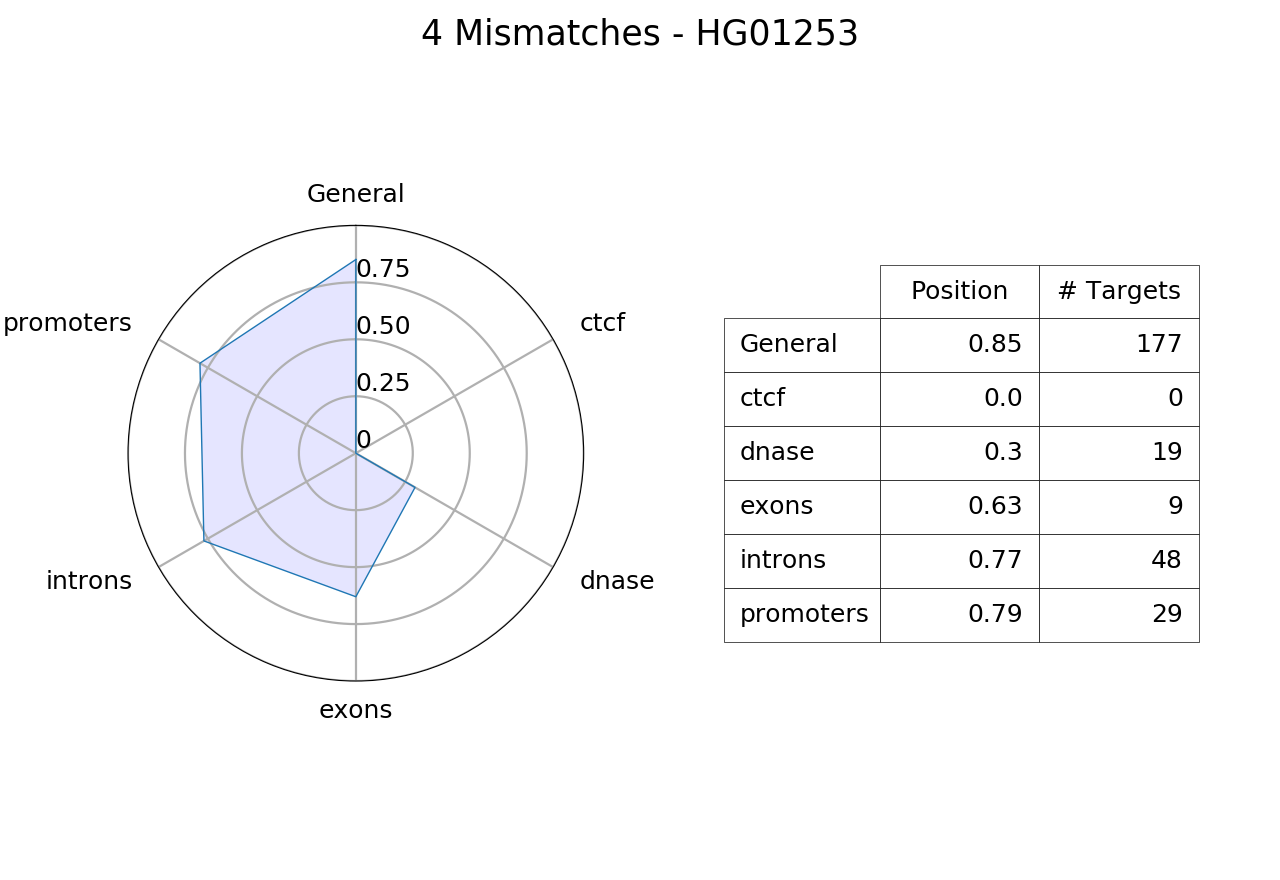 4 Mismatches - HG01253
General
promoters
ctcf
0.75
0.50
0.25
0
introns
dnase
exons
Position # Targets
General 0.85 177
ctcf 0.0 0
dnase 0.3 19
exons 0.63 9
introns 0.77 48
promoters 0.79 29